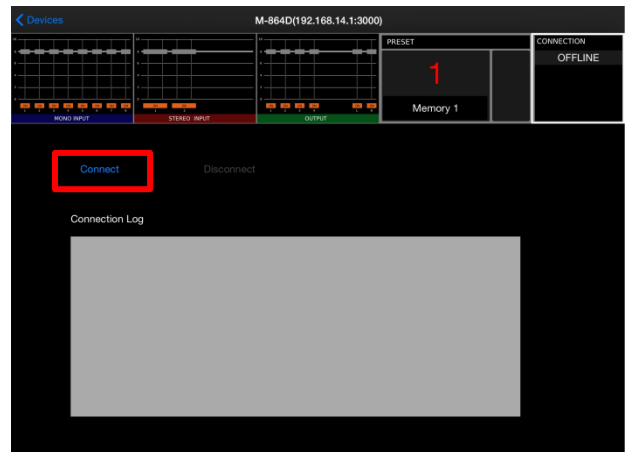 Devices
M-864D(192.168.14.1:3000)
MONO INPUT
STEREO INPUT
OUTPUT
PRESET
1
Memory 1
CONNECTION
OFFLINE
Connect
Disconnect
Connection Log